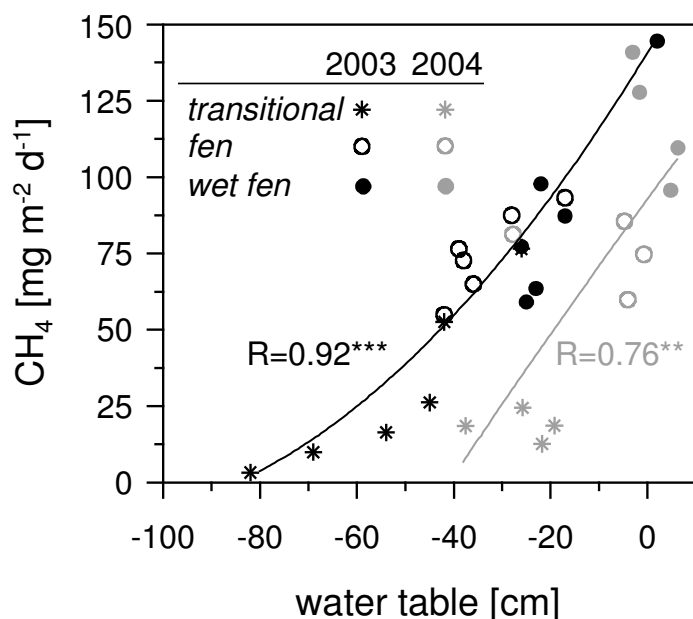 150
125
100
75
50
25
0
CH4 [mg m-2 d-1]
2003 2004
transitional
fen
wet fen
R=0.92***
R=0.76**
-100 -80 -60 -40 -20 0
water table [cm]